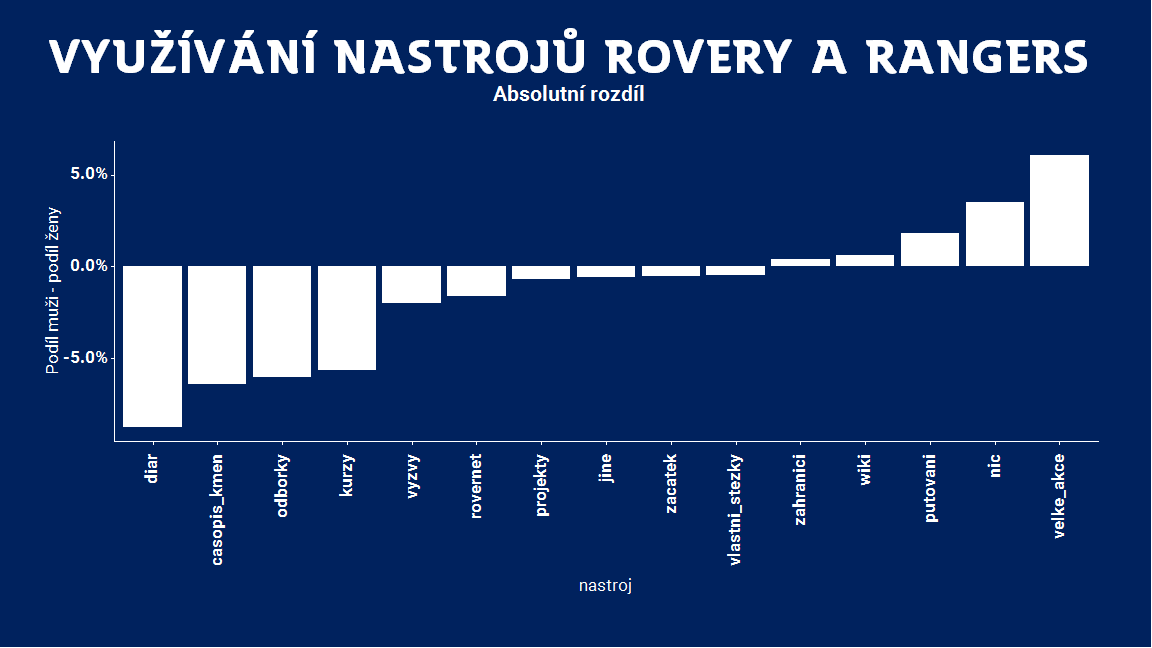 VYUŽÍVÁNÍ NASTROJŮ ROVERY A RANGERS
Absolutní rozdíl
Podíl muži - podíl ženy
5.0%
0.0%
-5.0%
diar
casopis_kmen
odborky
kurzy
vyzvy
rovernet
projekty
jine
zacatek
vlastni_stezky
zahranici
wiki
putovani
nic
velke_akce
nastroj